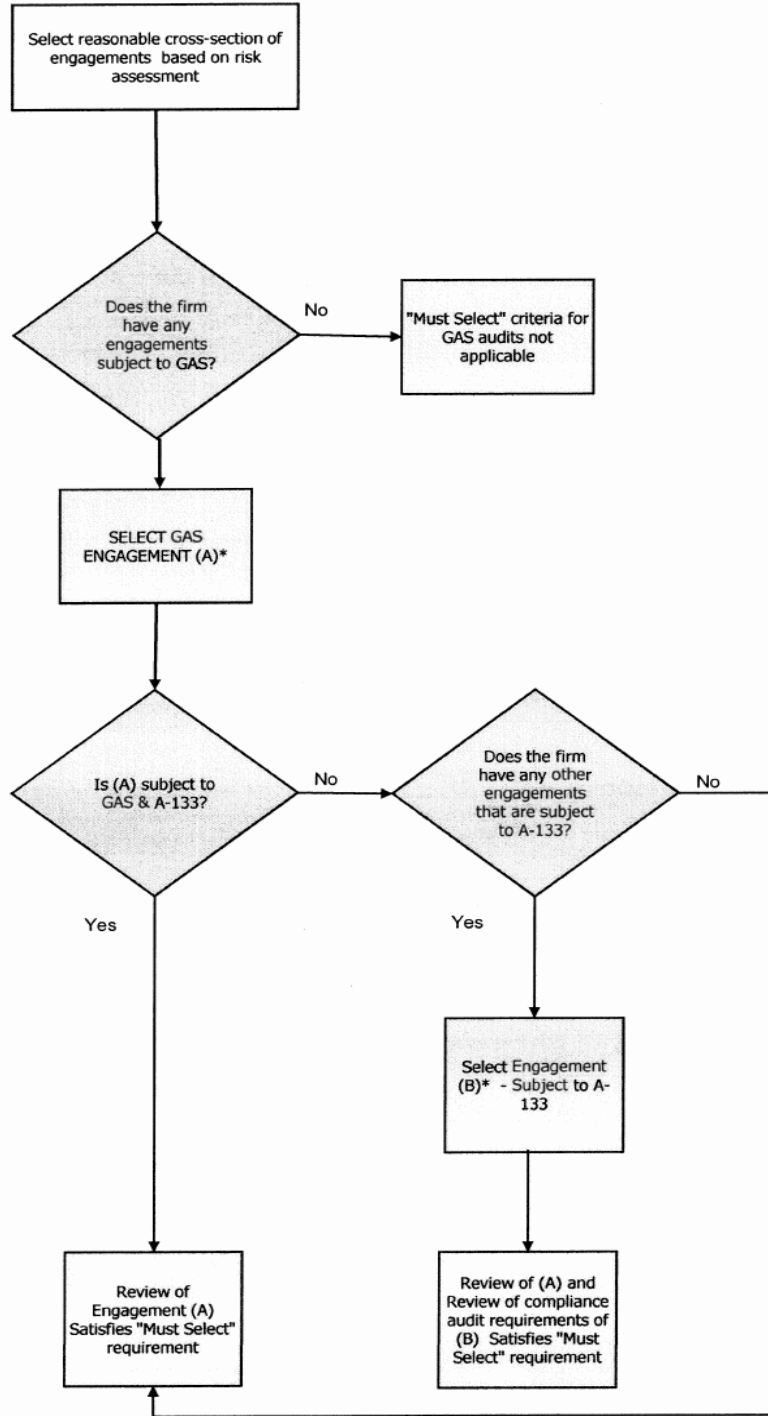 Select reasonable cross-section of
engagements based on risk
assessment
Does the firm
have any
engagements
subject to GAS?
No
"Must Select" criteria for
GAS audits not
applicable
SELECT GAS
ENGAGEMENT (A)*
Is (A) subject to
GAS & A-133?
No
Does the firm
have any other
engagements
that are subject
to A-133?
No
Yes
Yes
Select Engagement
(B)* - Subject to A-
133
Review of
Engagement (A)
Satisfies "Must Select"
requirement
Review of (A) and
Review of compliance
audit requirements of
(B) Satisfies "Must
Select" requirement